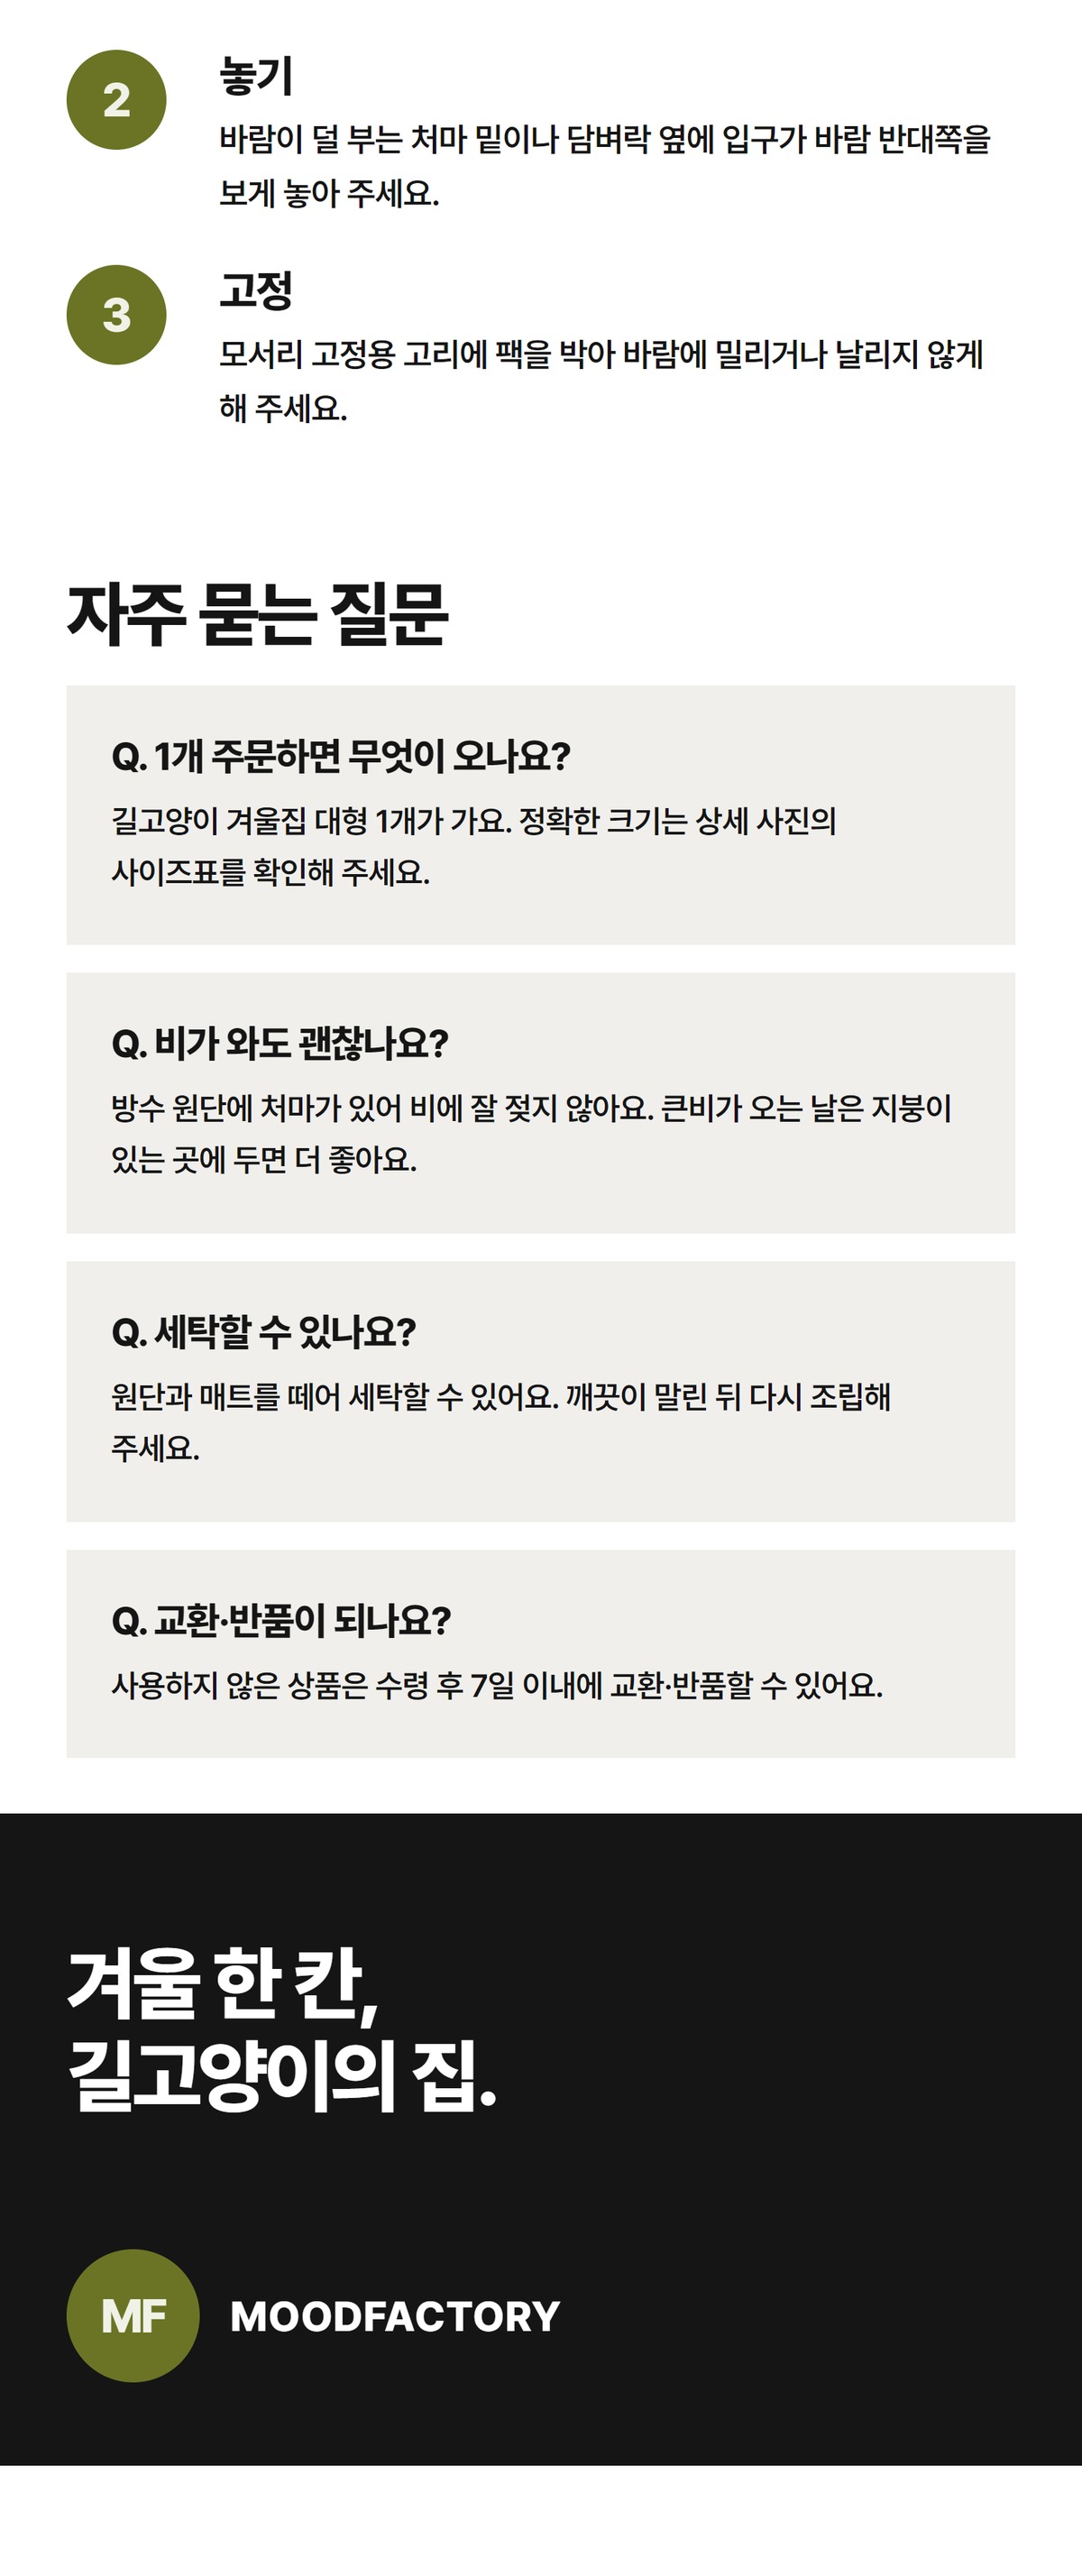 2
놓기
바람이 덜 부는 처마 밑이나 담벼락 옆에 입구가 바람 반대쪽을
보게 놓아 주세요.
3
고정
모서리 고정용 고리에 팩을 박아 바람에 밀리거나 날리지 않게
해 주세요.
자주 묻는 질문
Q. 1개 주문하면 무엇이 오나요?
길고양이 겨울집 대형 1개가 가요. 정확한 크기는 상세 사진의
사이즈표를 확인해 주세요.
Q. 비가 와도 괜찮나요?
방수 원단에 처마가 있어 비에 잘 젖지 않아요. 큰비가 오는 날은 지붕이
있는 곳에 두면 더 좋아요.
Q. 세탁할 수 있나요?
원단과 매트를 떼어 세탁할 수 있어요. 깨끗이 말린 뒤 다시 조립해
주세요.
Q. 교환·반품이 되나요?
사용하지 않은 상품은 수령 후 7일 이내에 교환·반품할 수 있어요.
겨울 한 칸,
길고양이의 집.
MF
MOODFACTORY